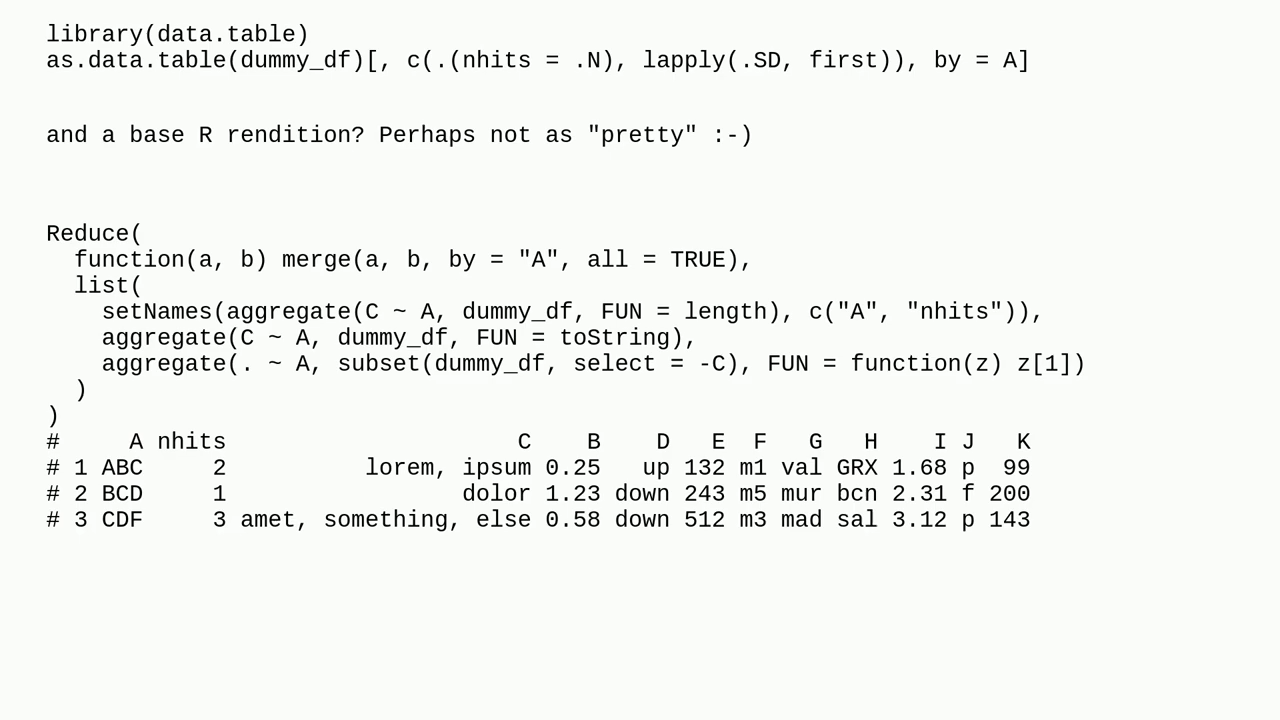 library(data.table)
as.data.table(dummy_df)[, c(.(nhits = .N), lapply(.SD, first)), by = A]
and a base R rendition? Perhaps not as "pretty" :-)
Reduce(
  function(a, b) merge(a, b, by = "A", all = TRUE),
  list(
    setNames(aggregate(C ~ A, dummy_df, FUN = length), c("A", "nhits")),
    aggregate(C ~ A, dummy_df, FUN = toString),
    aggregate(. ~ A, subset(dummy_df, select = -C), FUN = function(z) z[1])
  )
)
#     A nhits                     C    B    D   E  F   G   H    I J   K
# 1 ABC     2          lorem, ipsum 0.25   up 132 m1 val GRX 1.68 p  99
# 2 BCD     1                 dolor 1.23 down 243 m5 mur bcn 2.31 f 200
# 3 CDF     3 amet, something, else 0.58 down 512 m3 mad sal 3.12 p 143